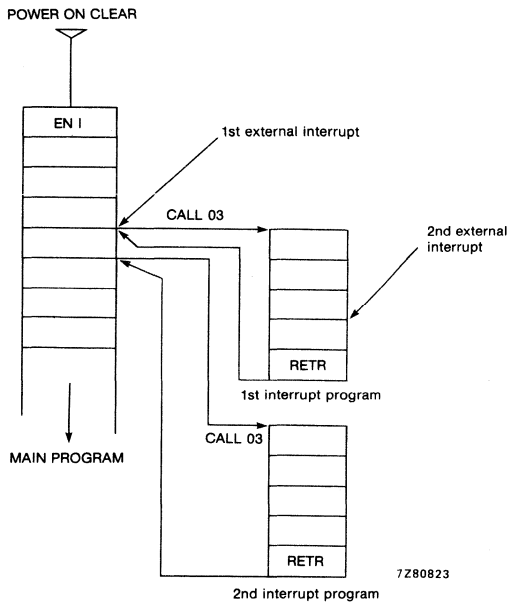 POWER ON CLEAR
EN I
1st external interrupt
CALL 03
2nd external
interrupt
RETR
1st interrupt program
CALL 03
MAIN PROGRAM
RETR
7Z80823
2nd interrupt program